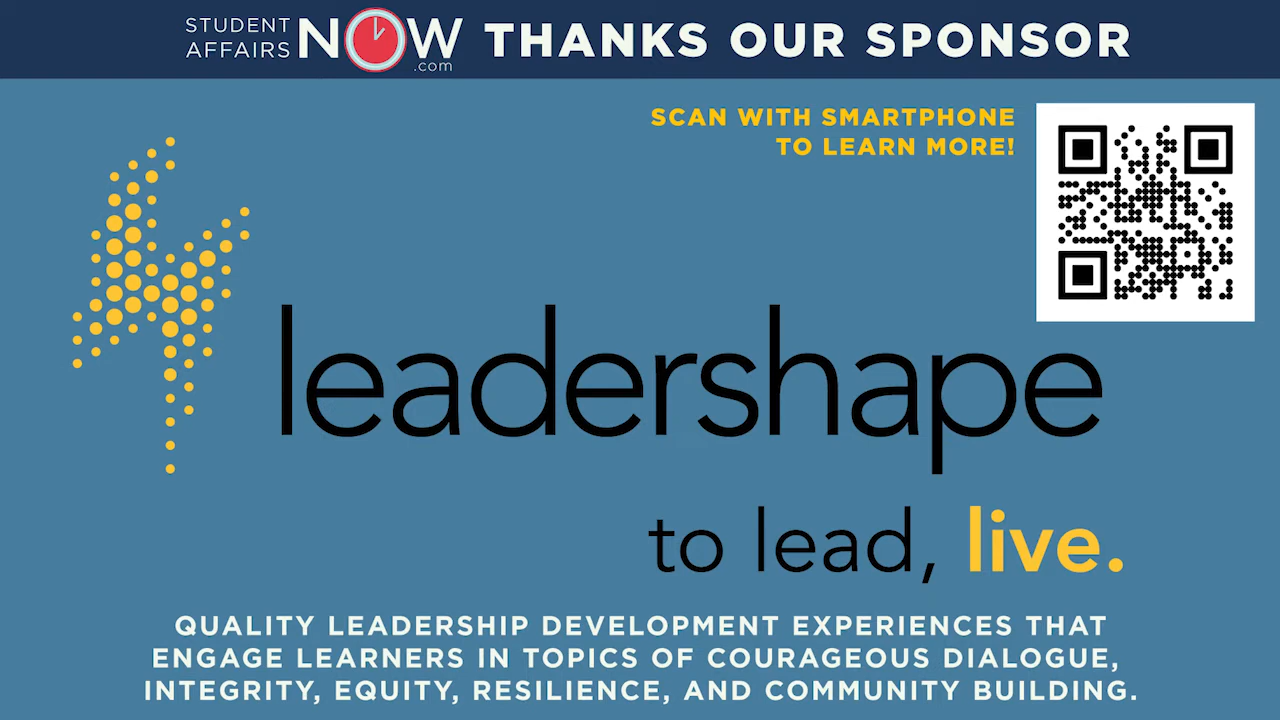 STUDENT AFFAIRS NOW .com THANKS OUR SPONSOR
SCAN WITH SMARTPHONE
TO LEARN MORE!
leadershape
to lead, live.
QUALITY LEADERSHIP DEVELOPMENT EXPERIENCES THAT
ENGAGE LEARNERS IN TOPICS OF COURAGEOUS DIALOGUE,
INTEGRITY, EQUITY, RESILIENCE, AND COMMUNITY BUILDING.